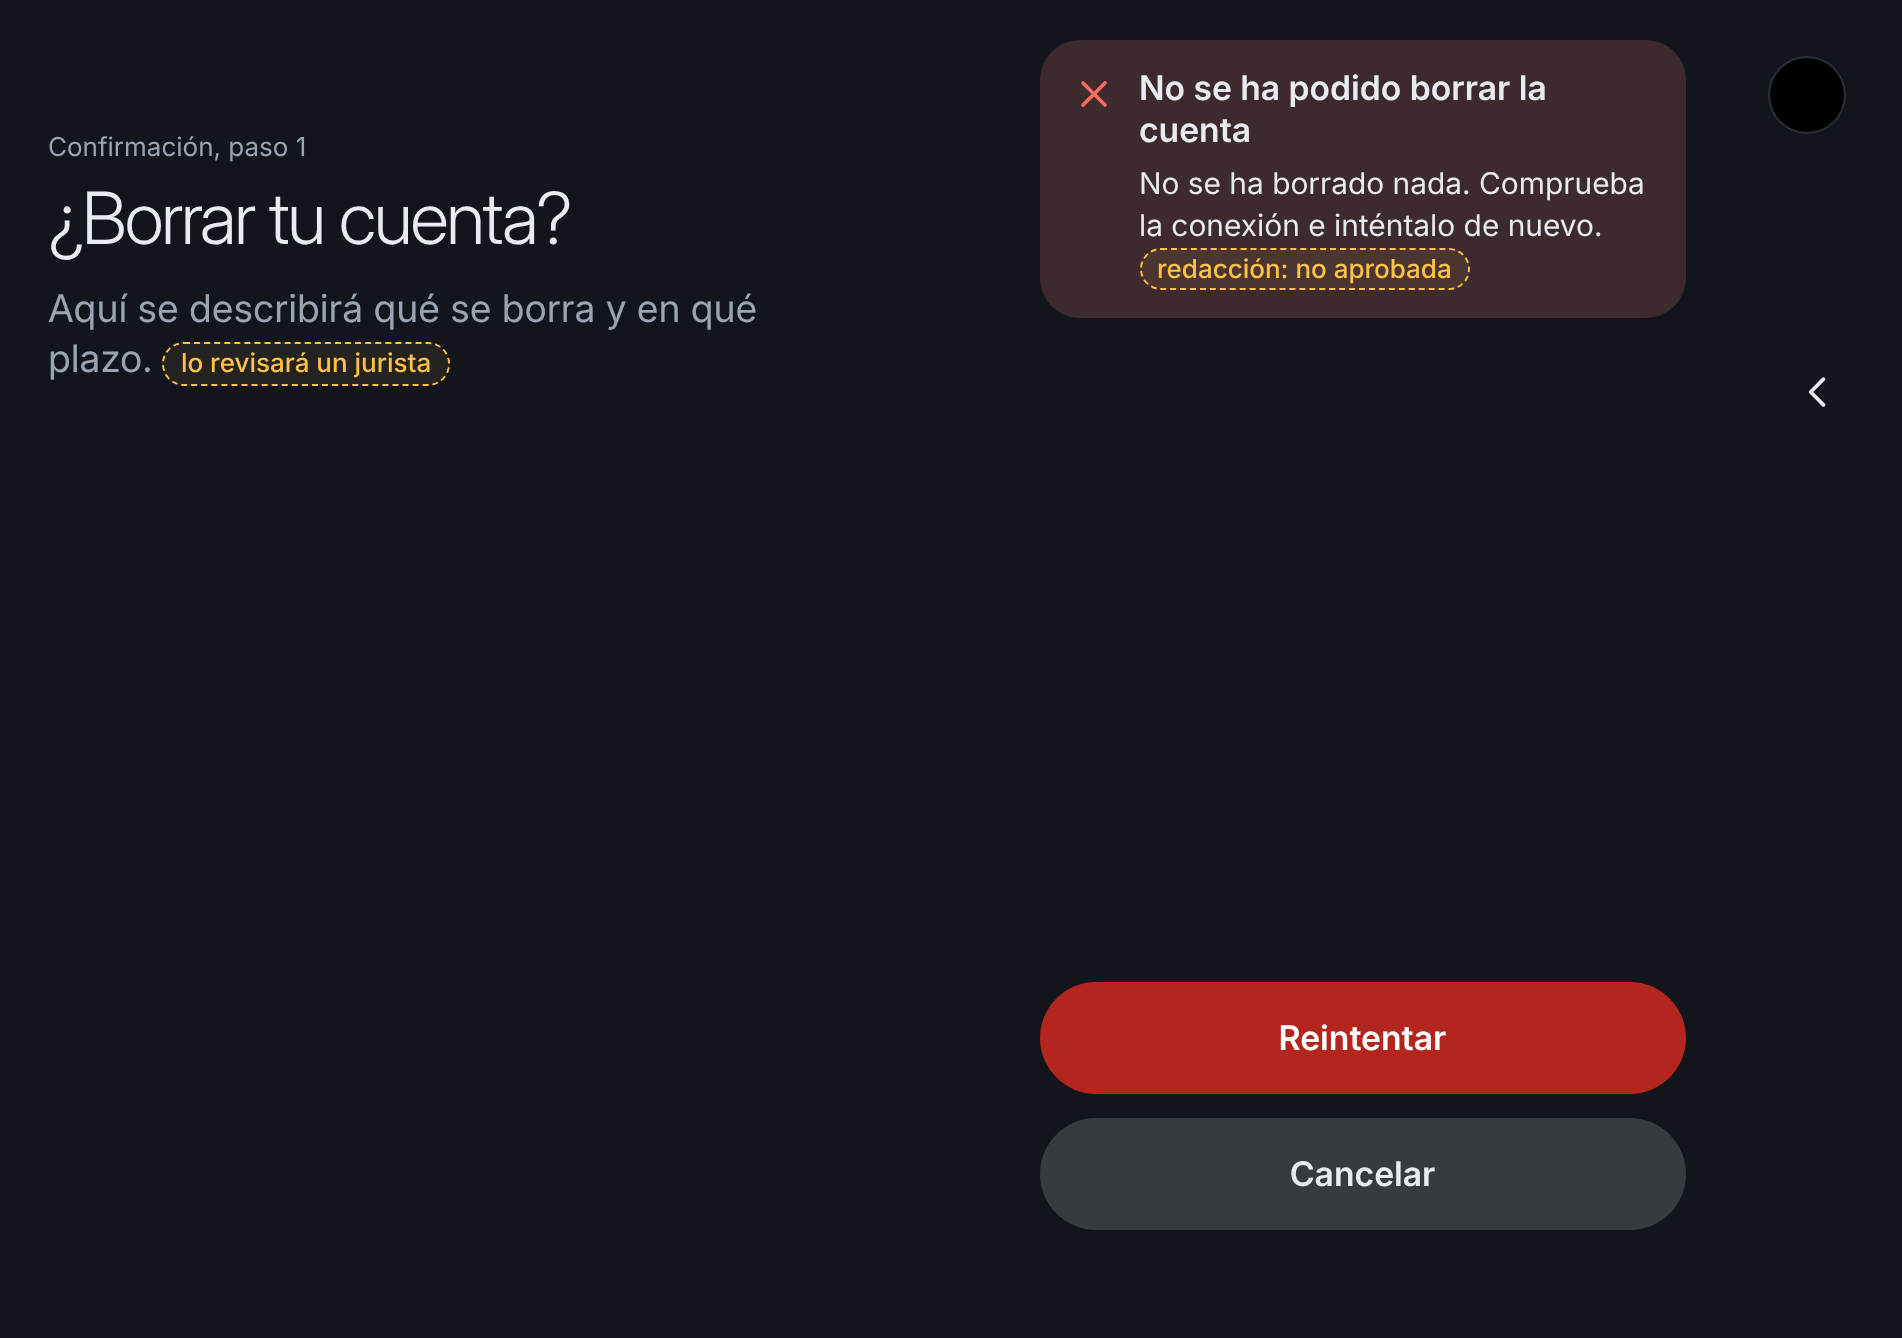 Confirmación, paso 1
¿Borrar tu cuenta?
Aquí se describirá qué se borra y en qué
plazo. lo revisará un jurista
No se ha podido borrar la
cuenta
No se ha borrado nada. Comprueba
la conexión e inténtalo de nuevo.
redacción: no aprobada
Reintentar
Cancelar